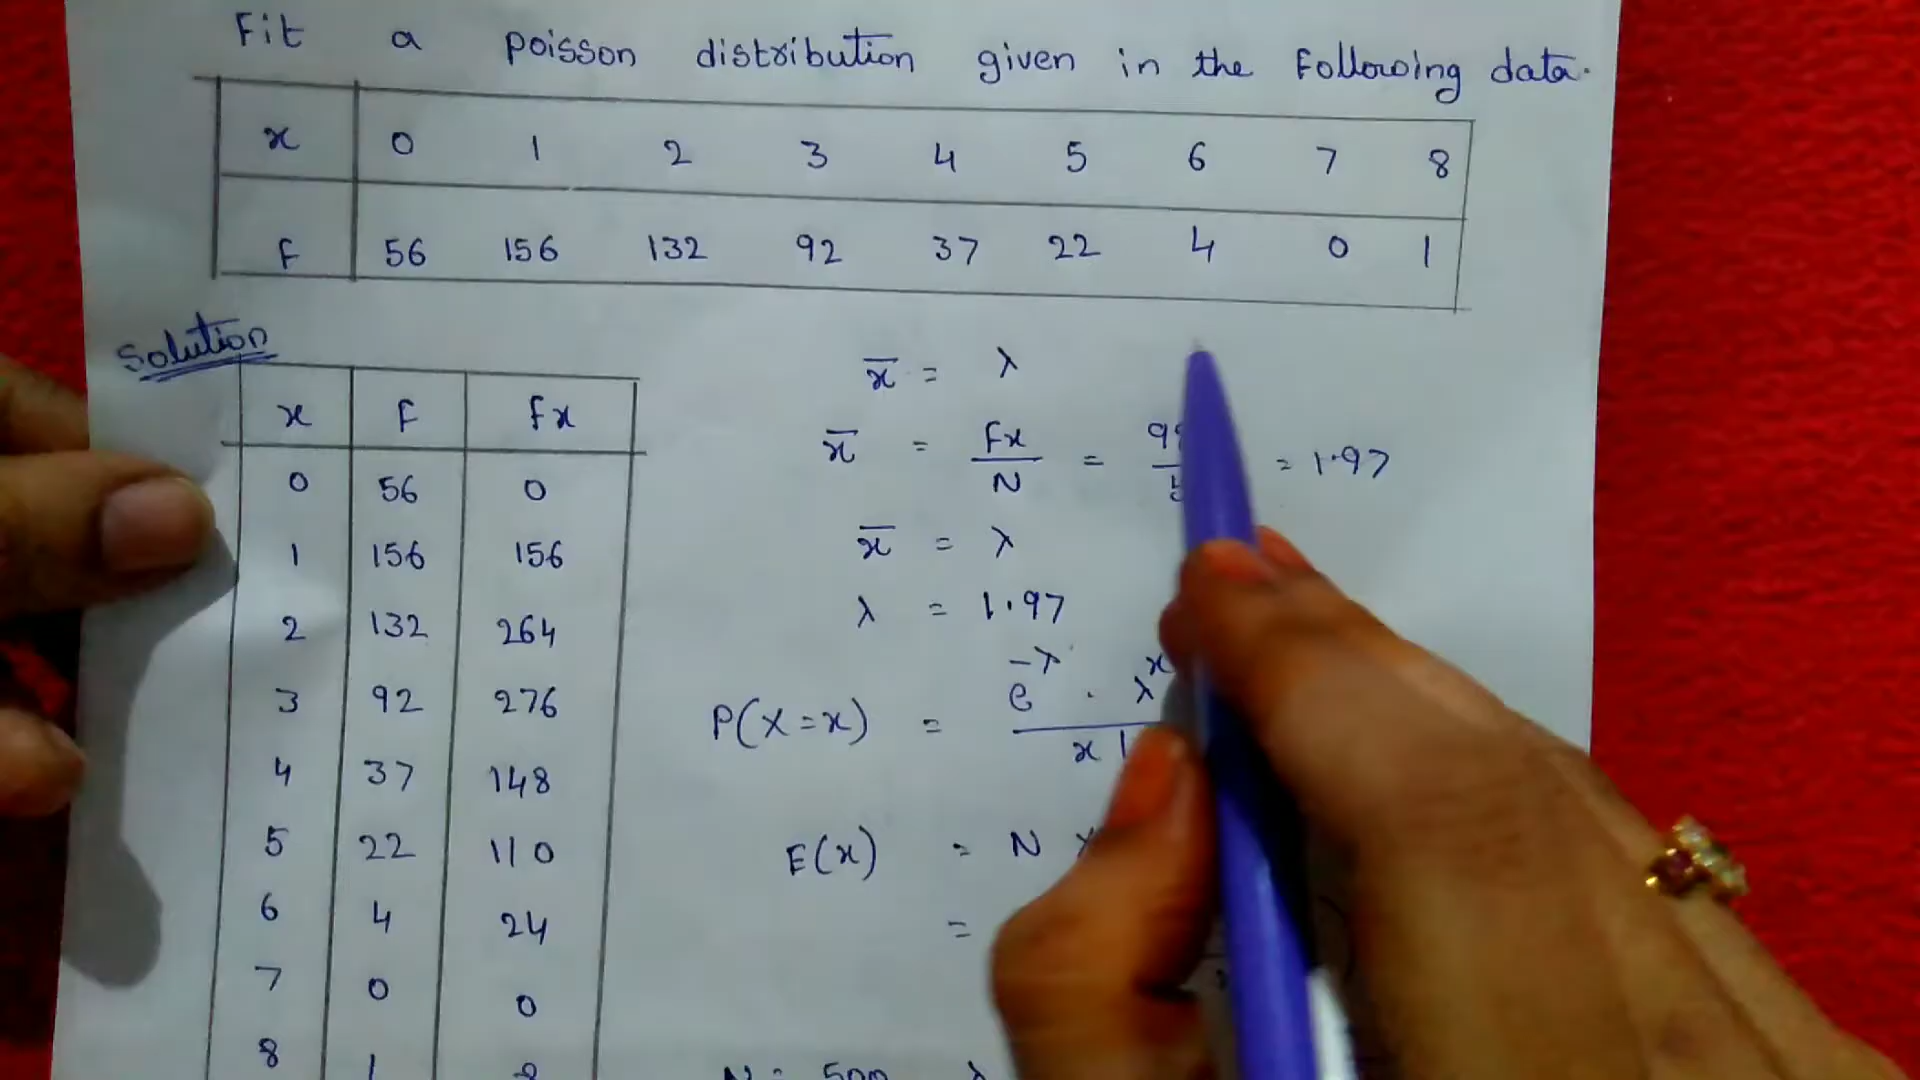 Fit a poisson distribution given in the following data.
x 0 1 2 3 4 5 6 7 8
F 56 156 132 92 37 22 4 0 1
Solution
x F Fx
0 56 0
1 156 156
2 132 264
3 92 276
4 37 148
5 22 110
6 4 24
7 0 0
8 1 8
x̄ = λ
x̄ = Fx / N = = 1.97
x̄ = λ
λ = 1.97
P(X=x) = e^-λ . λ^x / x!
E(x) = N ×
=
N = 500 λ